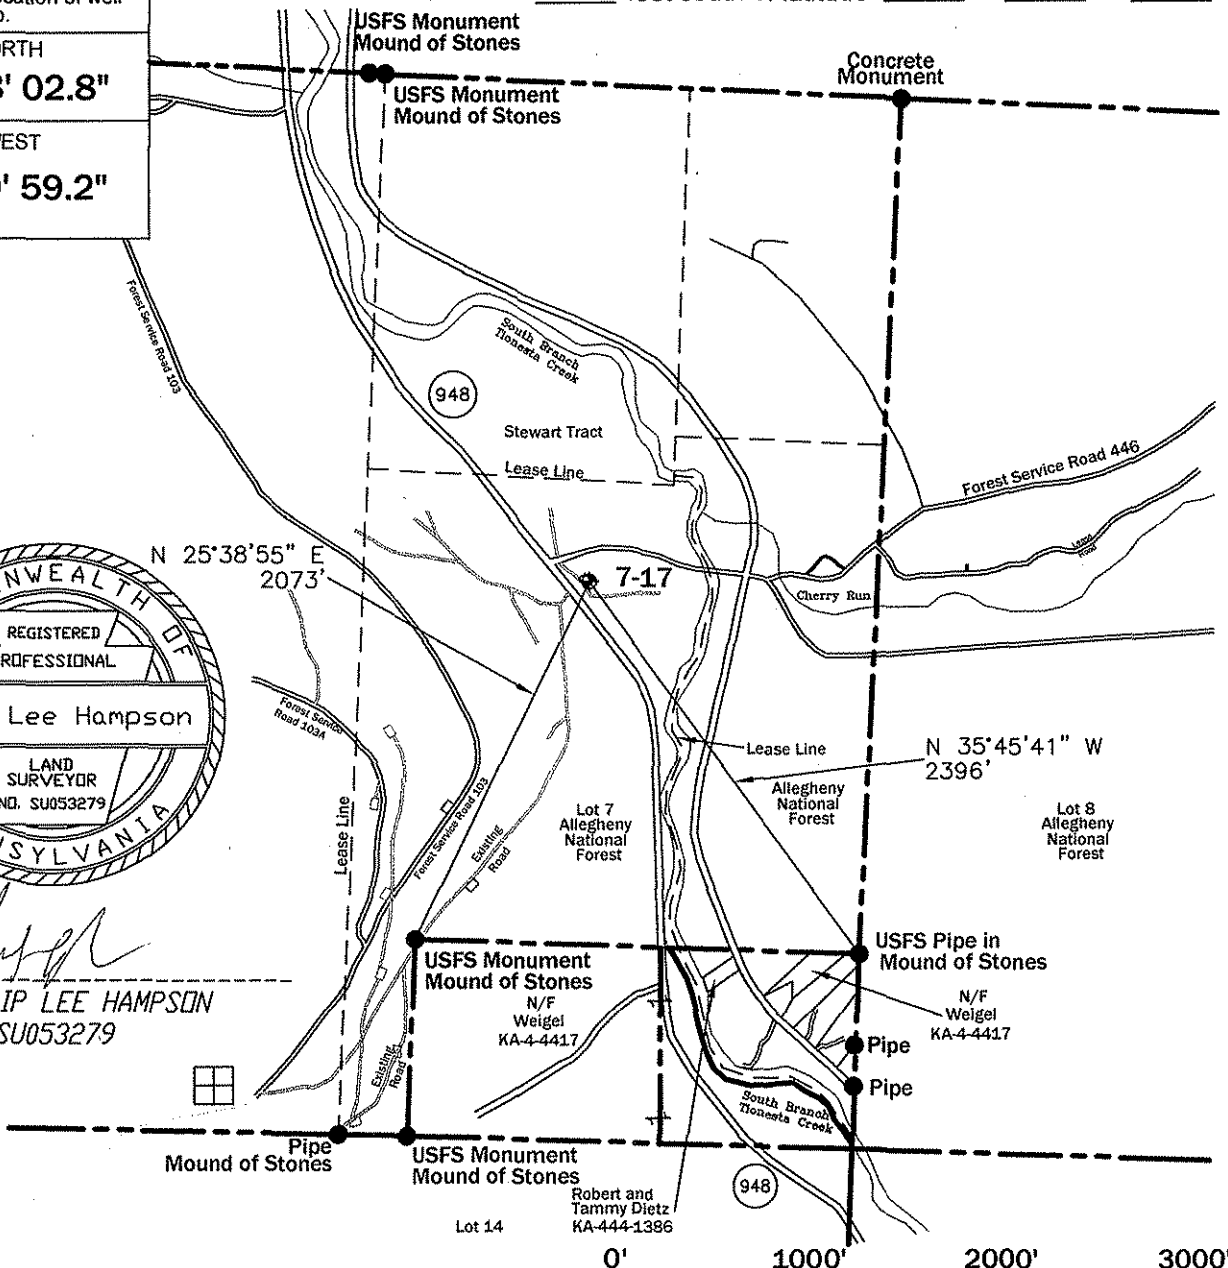 USFS Monument
Mound of Stones
USFS Monument
Mound of Stones
Concrete
Monument
02.8"
59.2"
Forest Service Road 103
South Branch
Tionesta Creek
948
Stewart Tract
Lease Line
Forest Service Road 446
Lease
Road
N 25°38'55" E
2073'
7-17
Cherry Run
REGISTERED
PROFESSIONAL
Lee Hampson
LAND
SURVEYOR
NO. SU053279
Forest Service
Road 103A
Lease Line
Forest Service Road 103
Existing
Road
Lot 7
Allegheny
National
Forest
Lease Line
N 35°45'41" W
2396'
Allegheny
National
Forest
Lot 8
Allegheny
National
Forest
USFS Monument
Mound of Stones
USFS Pipe in
Mound of Stones
N/F
Weigel
KA-4-4417
N/F
Weigel
KA-4-4417
IP LEE HAMPSON
SU053279
Pipe
Pipe
Existing
Road
South Branch
Tionesta Creek
Pipe
Mound of Stones
USFS Monument
Mound of Stones
948
Robert and
Tammy Dietz
KA-444-1386
Lot 14
0' 1000' 2000' 3000'